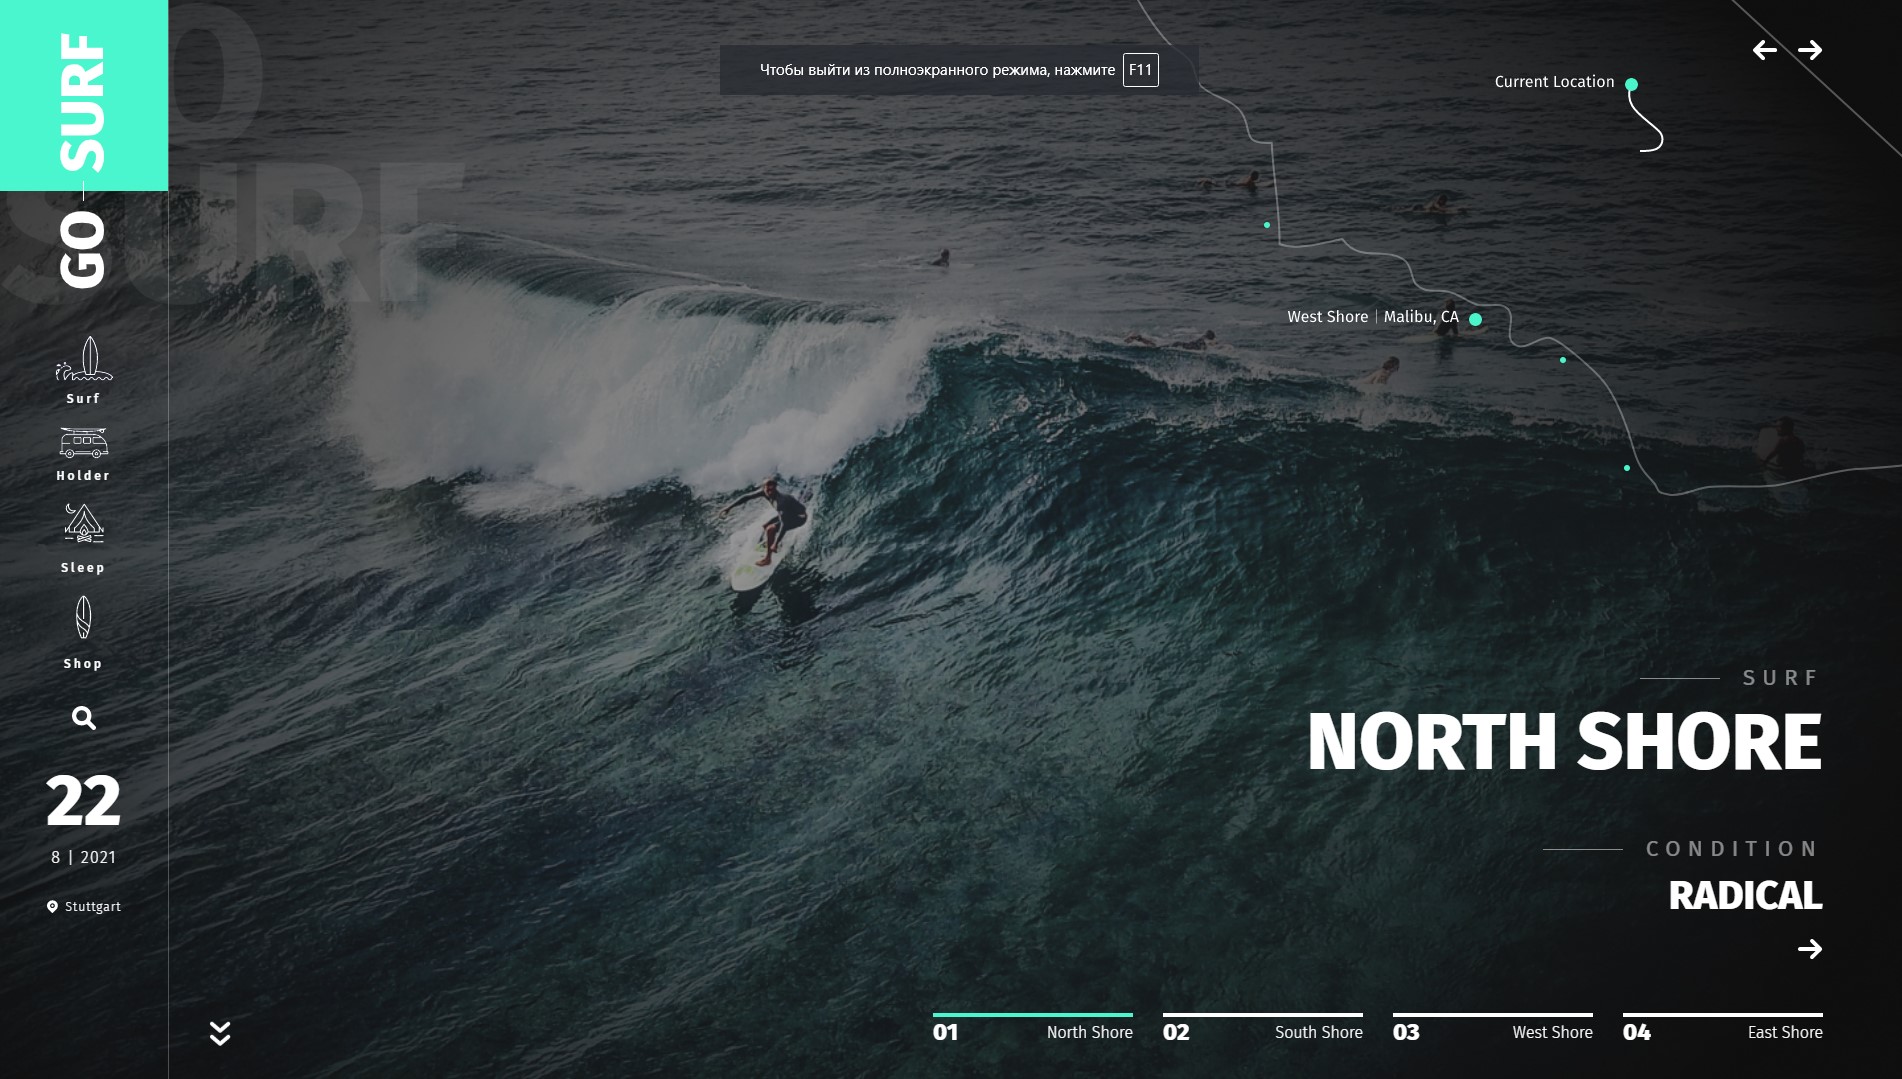 GO SURF
GO
SURF
Surf
Holder
Sleep
Shop
22
8 | 2021
Stuttgart
Чтобы выйти из полноэкранного режима, нажмите F11
Current Location
West Shore | Malibu, CA
SURF
NORTH SHORE
CONDITION
RADICAL
01 North Shore
02 South Shore
03 West Shore
04 East Shore